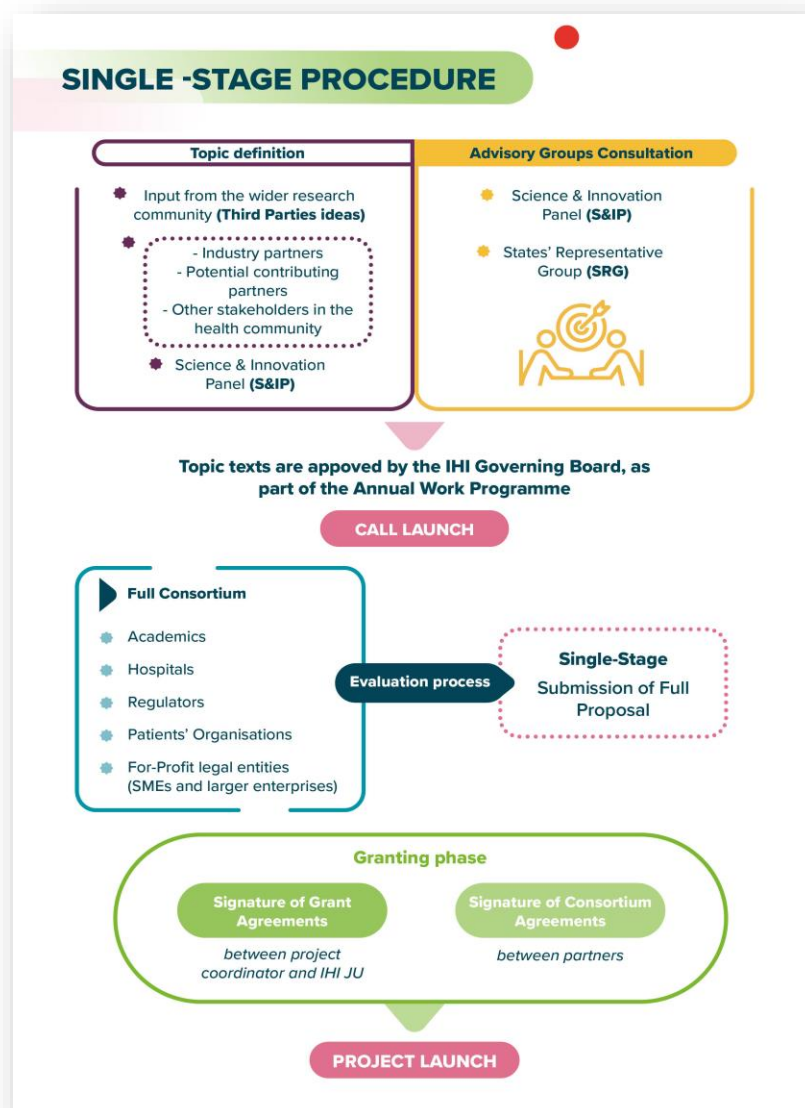 SINGLE -STAGE PROCEDURE
Topic definition
Input from the wider research
community (Third Parties ideas)
- Industry partners
- Potential contributing
partners
- Other stakeholders in the
health community
Science & Innovation
Panel (S&IP)
Advisory Groups Consultation
Science & Innovation
Panel (S&IP)
States' Representative
Group (SRG)
Topic texts are appoved by the IHI Governing Board, as
part of the Annual Work Programme
CALL LAUNCH
Full Consortium
Academics
Hospitals
Regulators
Patients' Organisations
For-Profit legal entities
(SMEs and larger enterprises)
Evaluation process
Single-Stage
Submission of Full
Proposal
Granting phase
Signature of Grant
Agreements
between project
coordinator and IHI JU
Signature of Consortium
Agreements
between partners
PROJECT LAUNCH